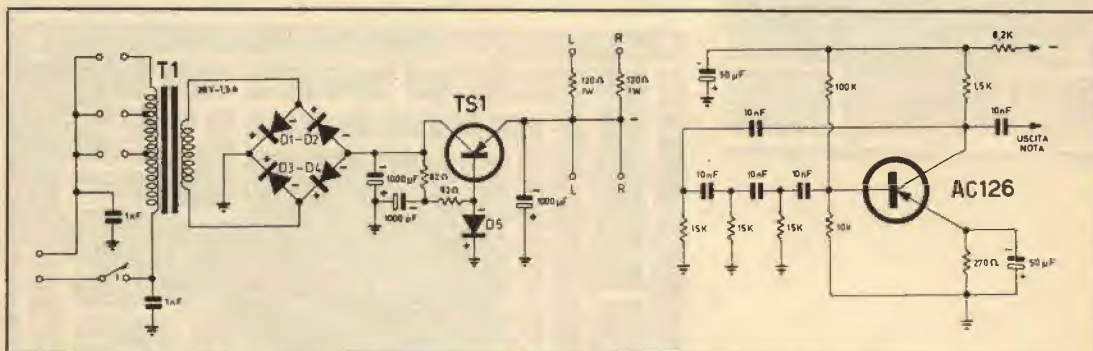 T1
28V-1,5A
D1-D2
D3-D4
1nF
1nF
1000 µF
82Ω
1000 µF
D5
TS1
1000 µF
L
R
120Ω
1W
120Ω
1W
L
R
-
50 µF
100K
8,2K
-
1,5K
10nF
10nF
USCITA
NOTA
10nF
10nF
10nF
AC126
15K
15K
15K
10K
270Ω
50 µF